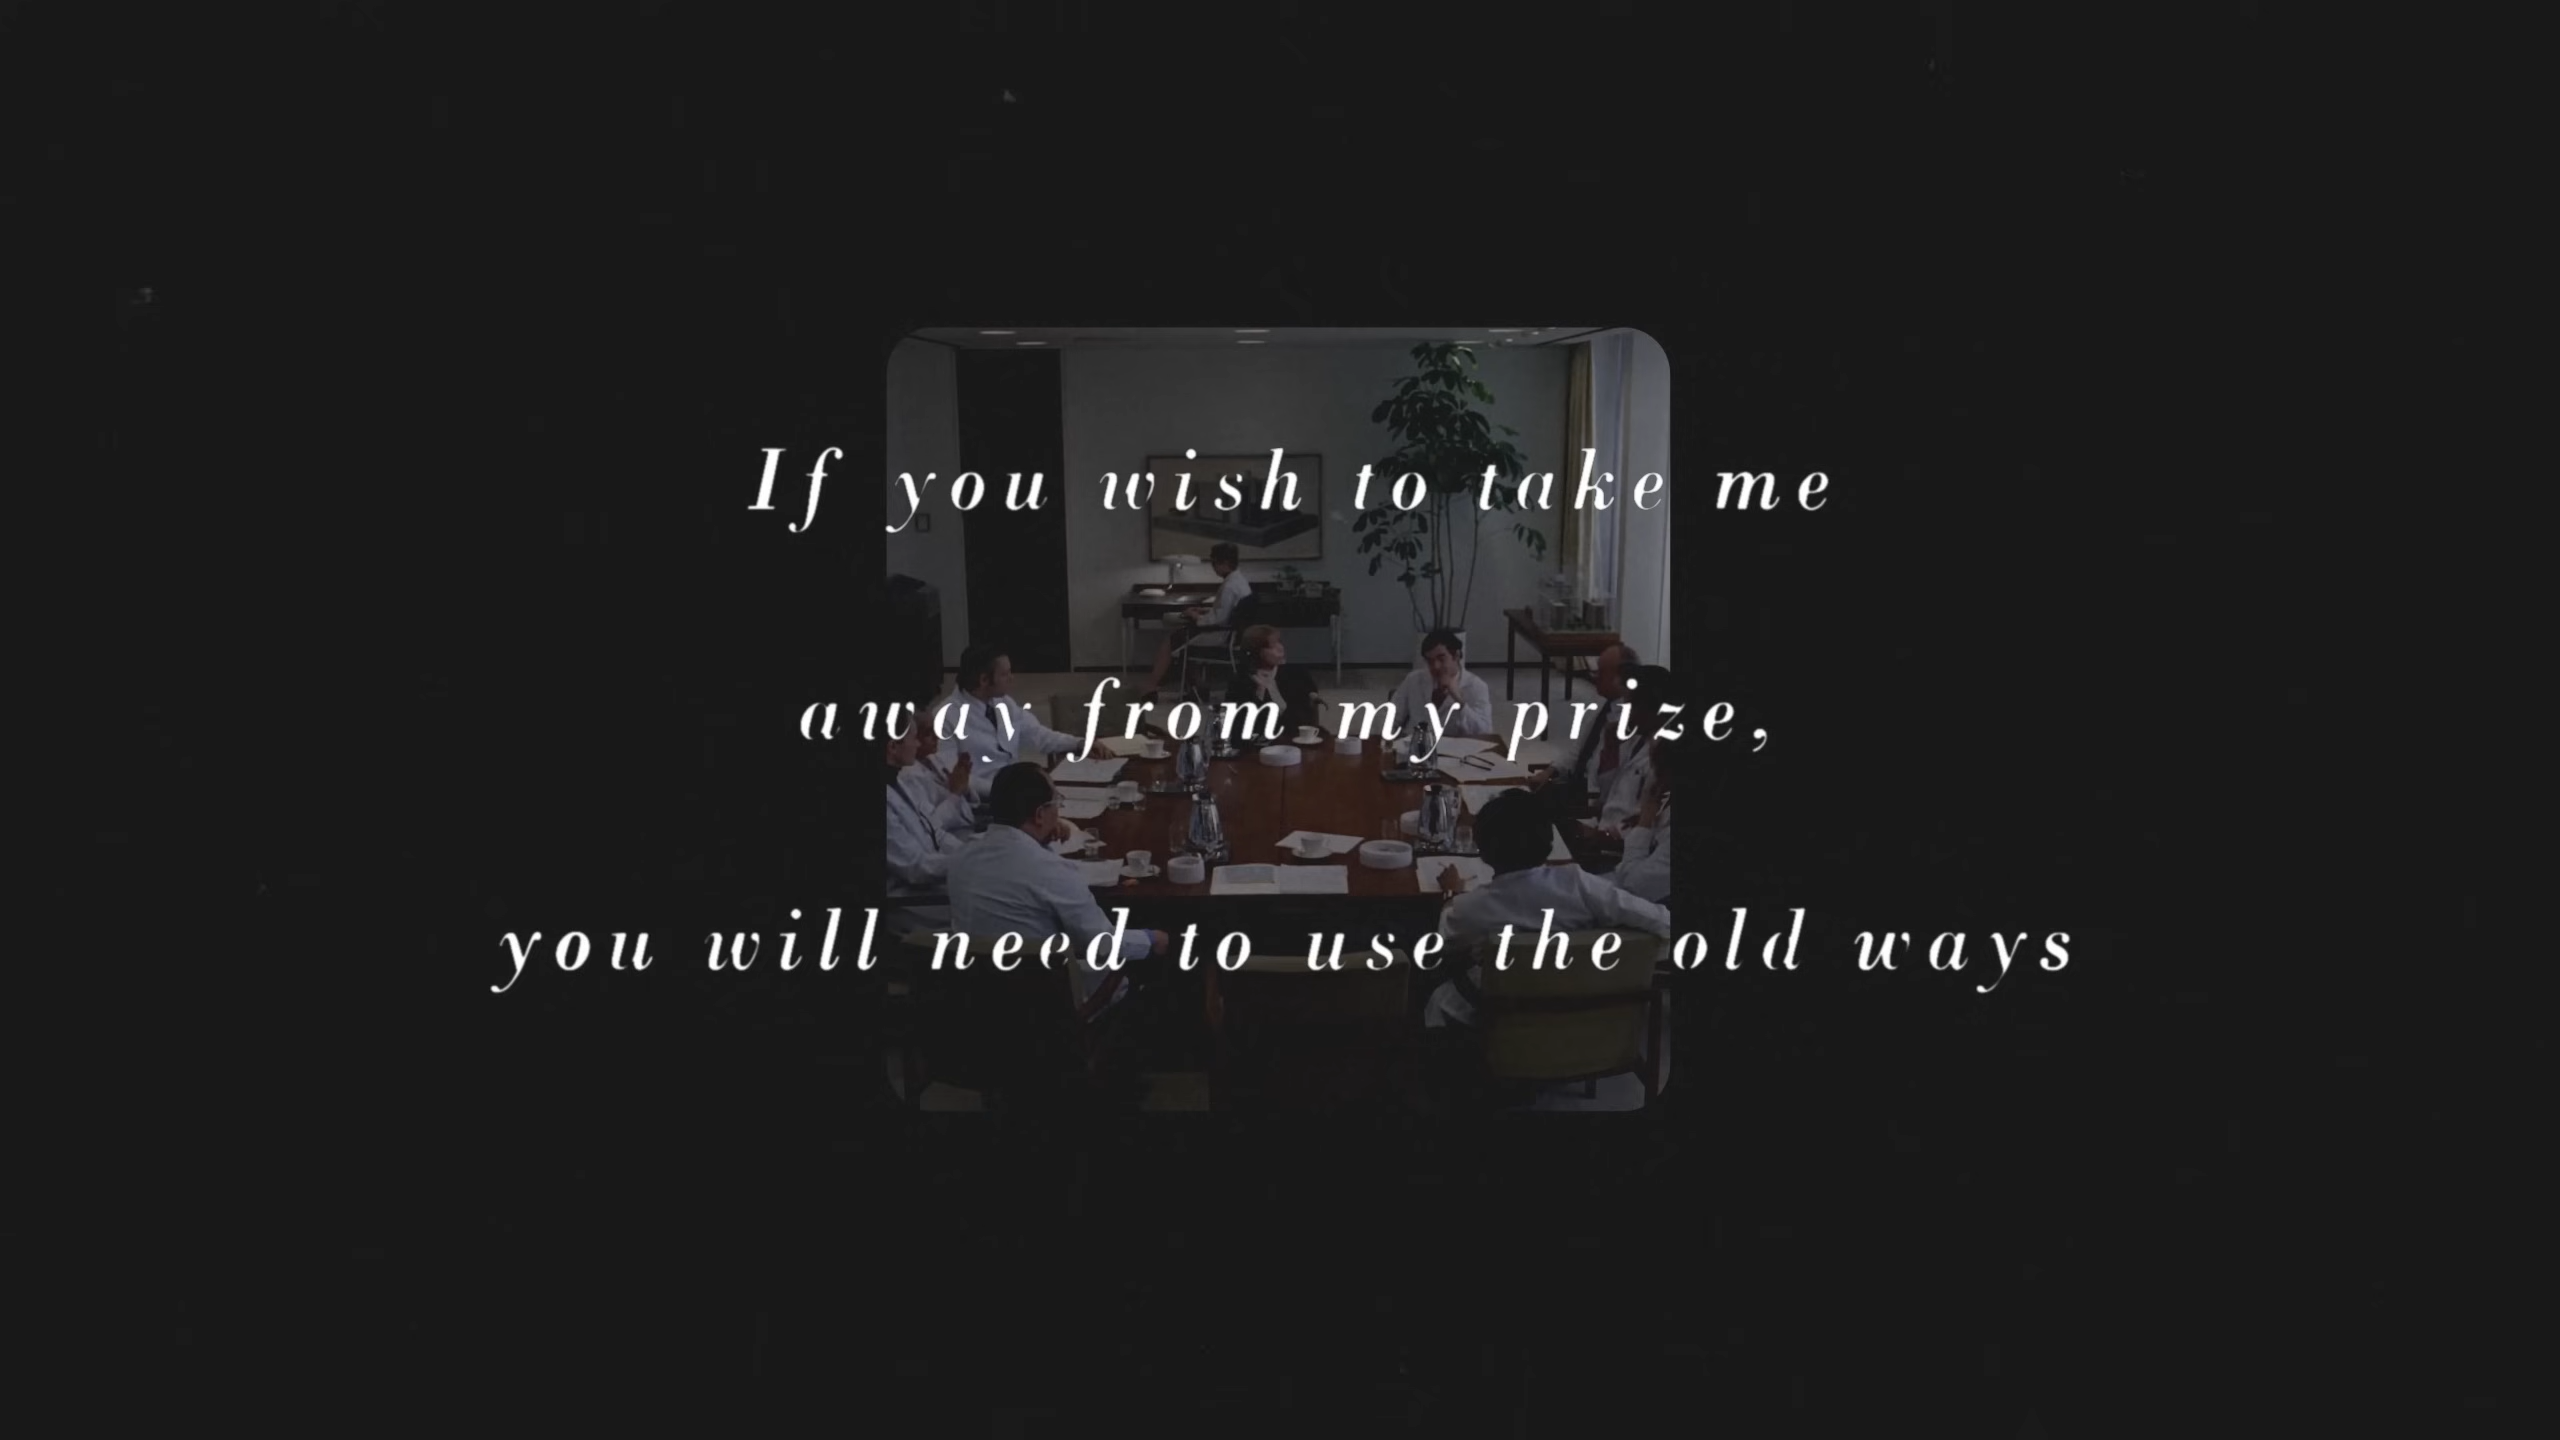 If you wish to take me
away from my prize,
you will need to use the old ways